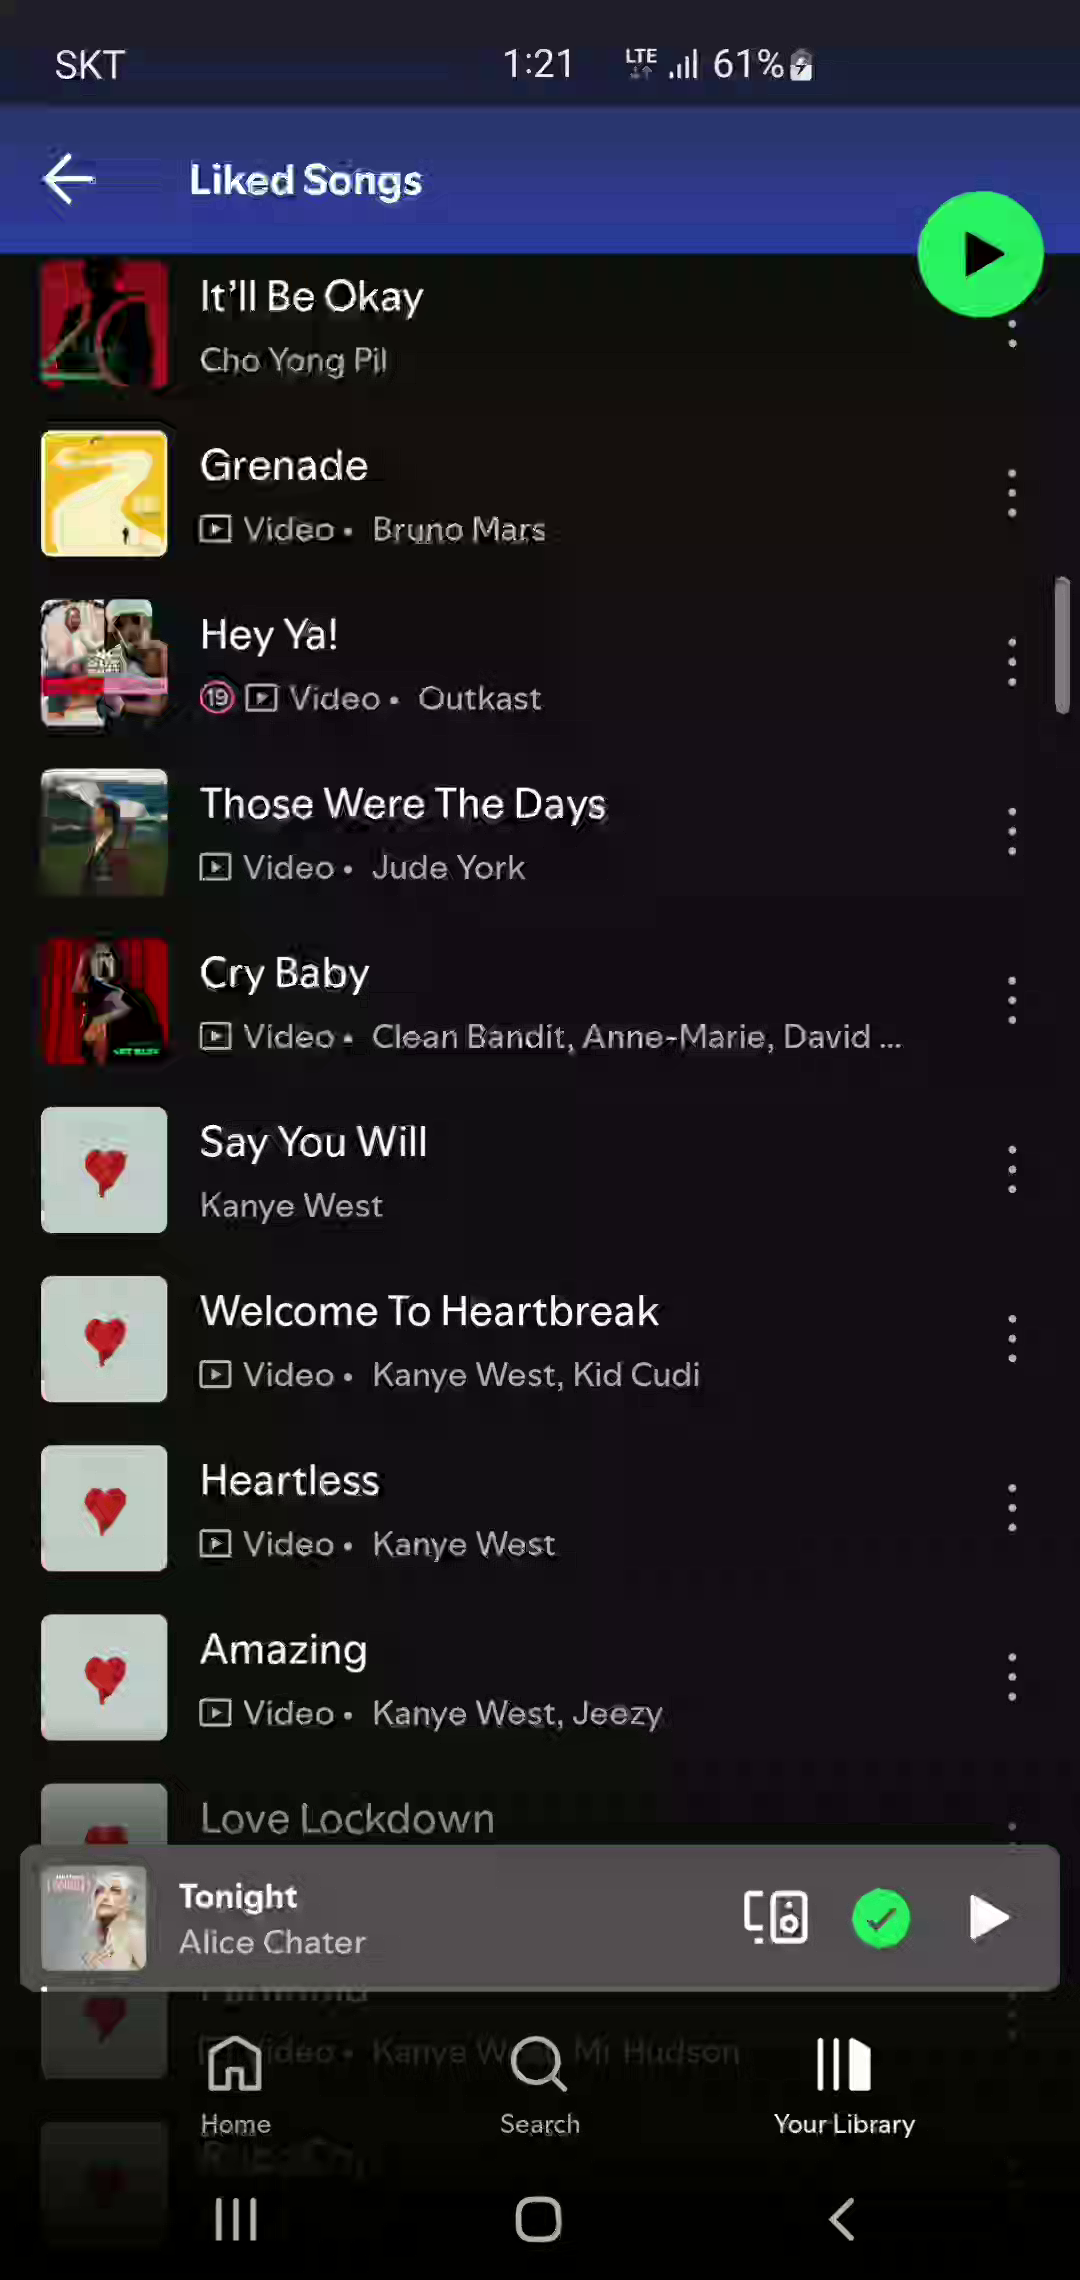 SKT 1:21 LTE 61%
Liked Songs
It'll Be Okay
Cho Yong Pil
Grenade
Video • Bruno Mars
Hey Ya!
19 Video • Outkast
Those Were The Days
Video • Jude York
Cry Baby
Video • Clean Bandit, Anne-Marie, David ...
Say You Will
Kanye West
Welcome To Heartbreak
Video • Kanye West, Kid Cudi
Heartless
Video • Kanye West
Amazing
Video • Kanye West, Jeezy
Love Lockdown
Tonight
Alice Chater
Video • Kanye West, Mr Hudson
Home Search Your Library